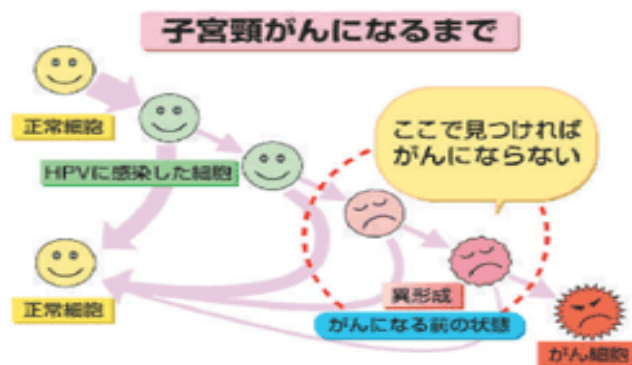 子宮頸がんになるまで
正常細胞
HPVに感染した細胞
ここで見つければ
がんにならない
正常細胞
異形成
がんになる前の状態
がん細胞